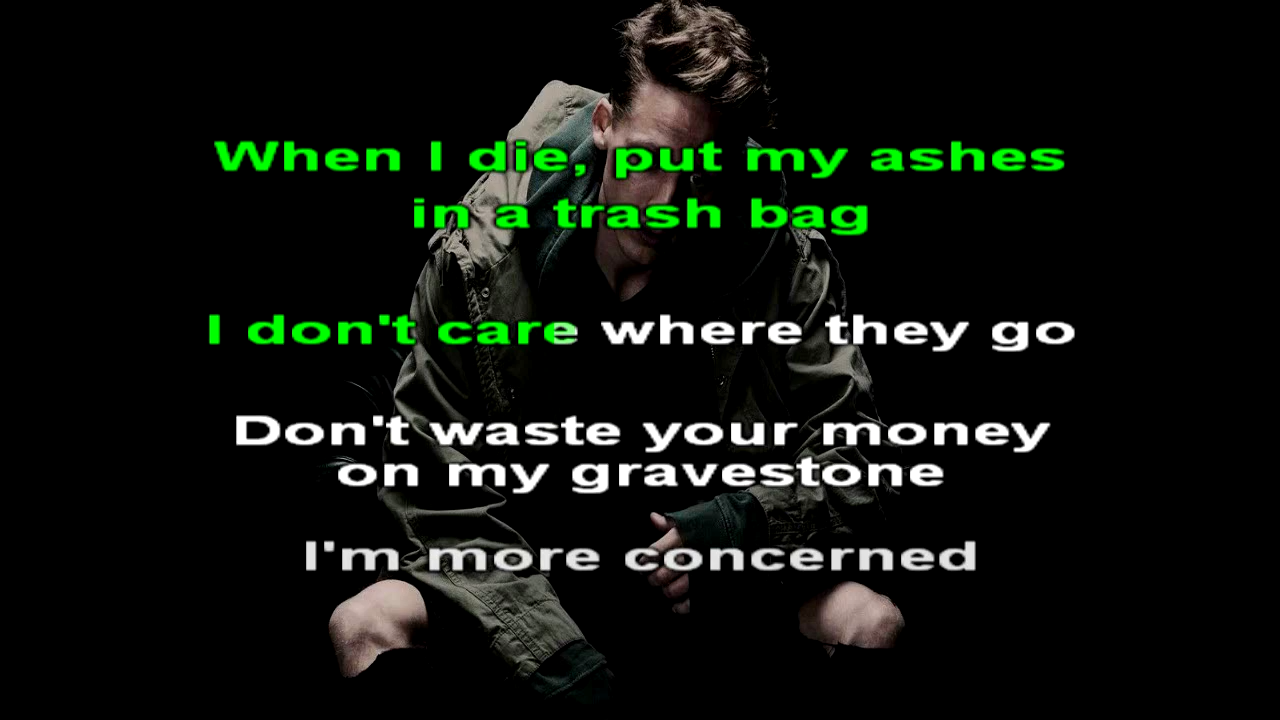 When I die, put my ashes
in a trash bag
I don't care where they go
Don't waste your money
on my gravestone
I'm more concerned